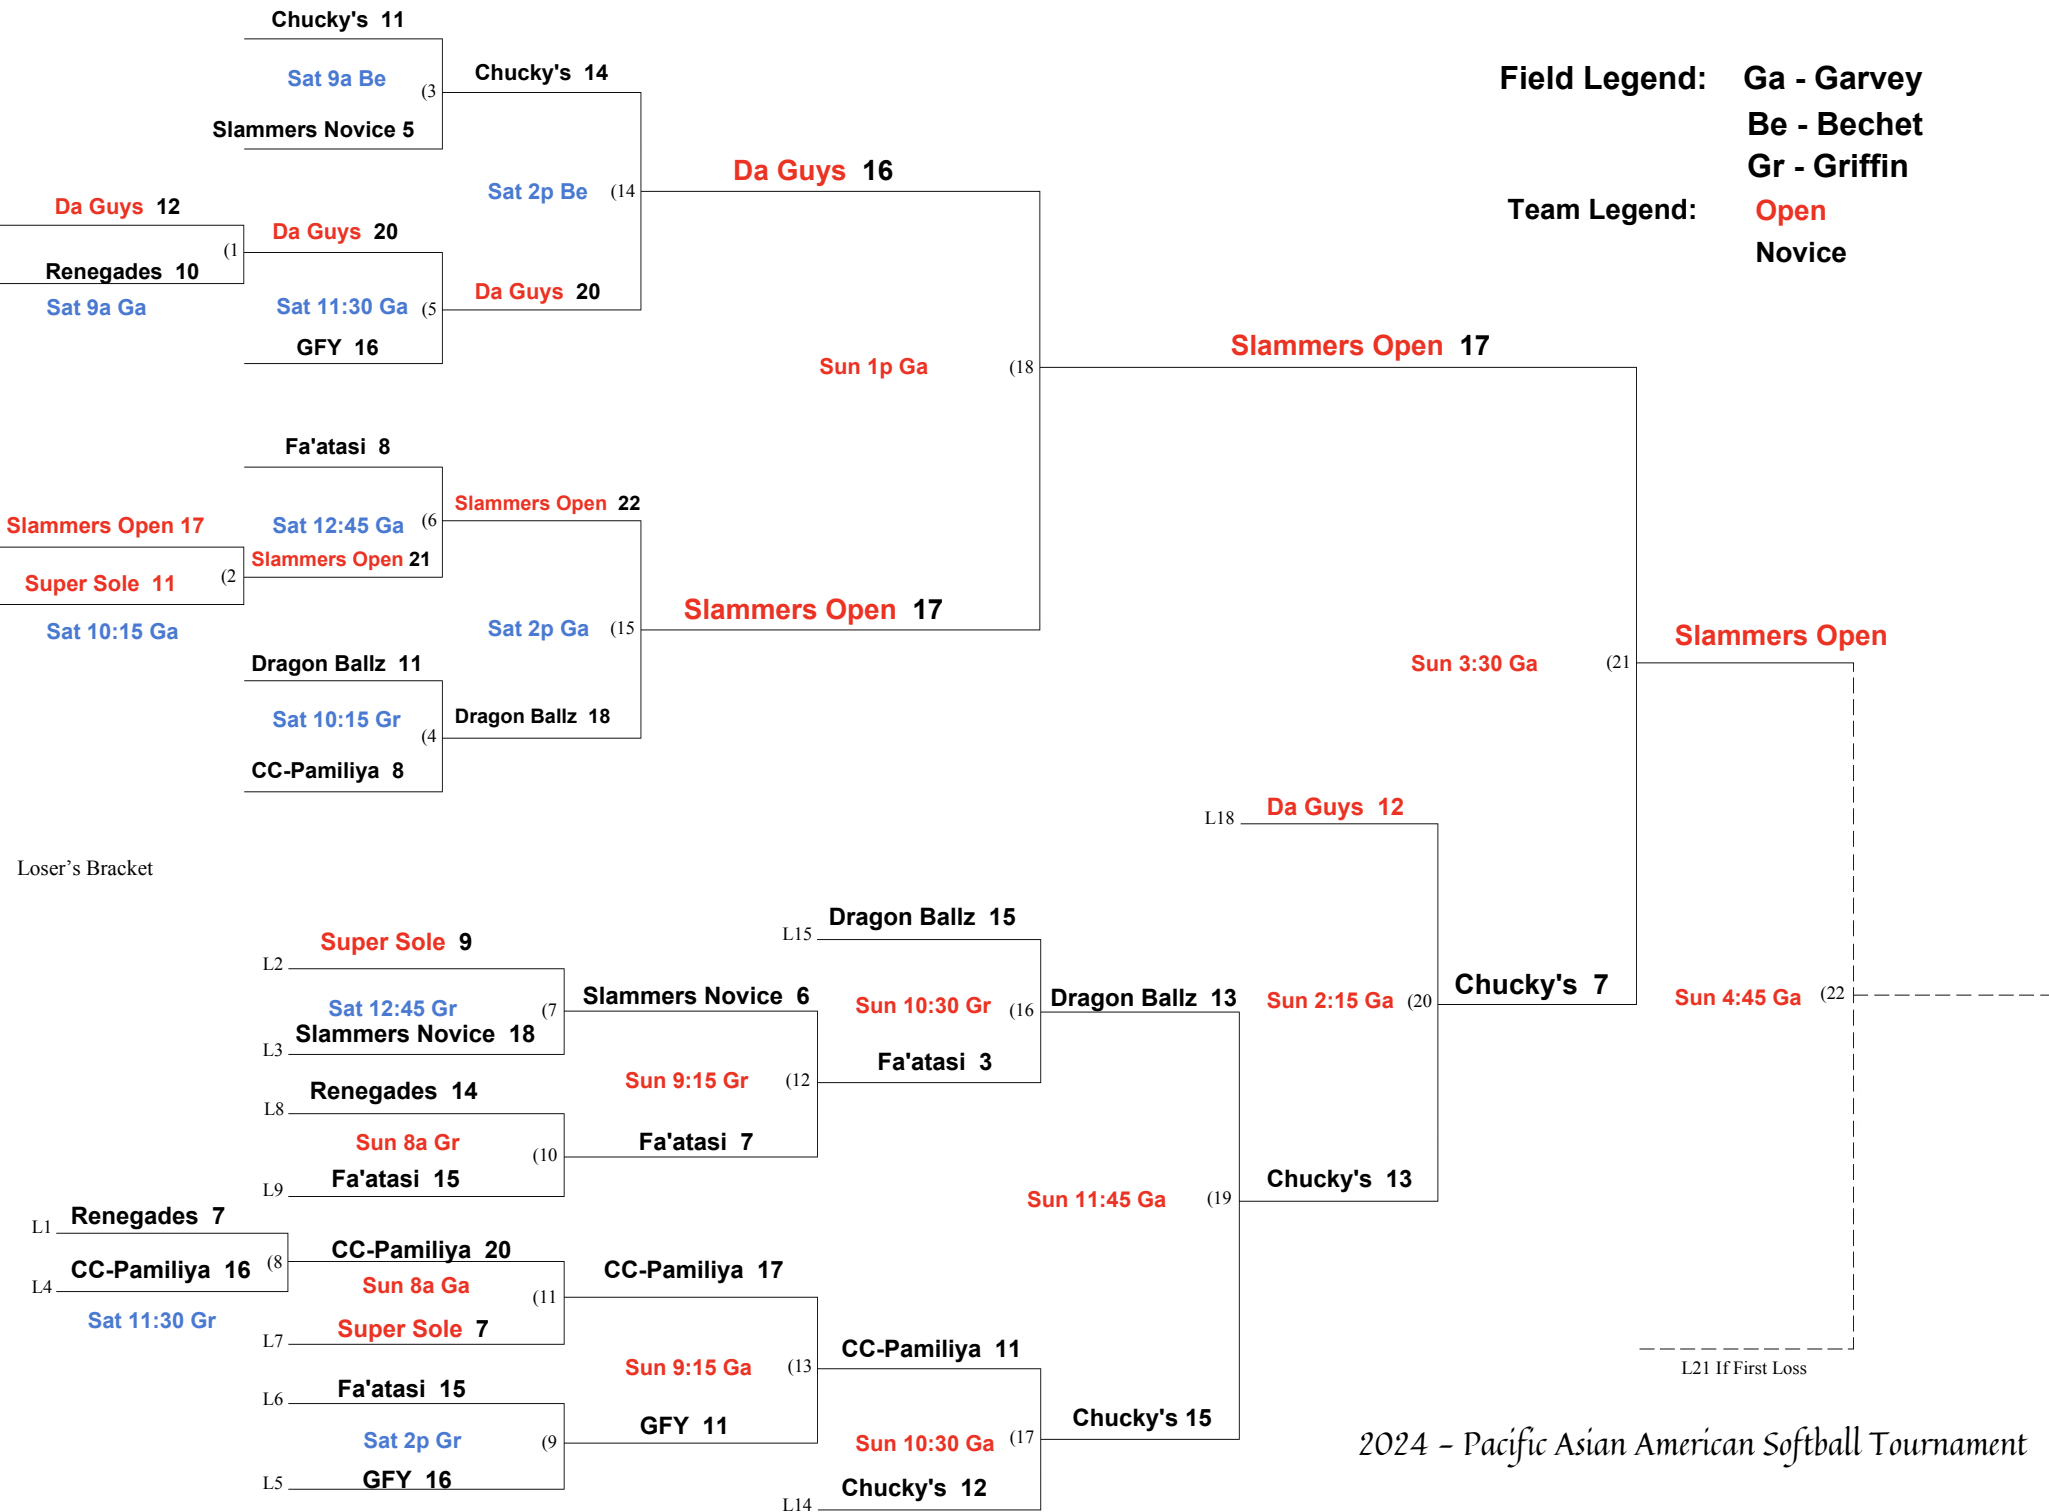 Chucky's 11
Sat 9a Be
(3
Slammers Novice 5
Chucky's 14
Field Legend: Ga - Garvey
Be - Bechet
Gr - Griffin
Team Legend: Open
Novice
Sat 2p Be (14
Da Guys 16
Da Guys 12
(1
Renegades 10
Sat 9a Ga
Da Guys 20
Sat 11:30 Ga (5
GFY 16
Da Guys 20
Sun 1p Ga (18
Slammers Open 17
Fa'atasi 8
Sat 12:45 Ga (6
Slammers Open 21
Slammers Open 17
(2
Super Sole 11
Sat 10:15 Ga
Slammers Open 22
Sat 2p Ga (15
Slammers Open 17
Dragon Ballz 11
Sat 10:15 Gr
(4
CC-Pamiliya 8
Dragon Ballz 18
Sun 3:30 Ga (21
Slammers Open
L18 Da Guys 12
Loser’s Bracket
L2 Super Sole 9
Sat 12:45 Gr (7
L3 Slammers Novice 18
Slammers Novice 6
L15 Dragon Ballz 15
Sun 10:30 Gr (16
Dragon Ballz 13
Sun 2:15 Ga (20
Chucky's 7
Sun 4:45 Ga (22
Fa'atasi 3
Sun 9:15 Gr (12
L8 Renegades 14
Sun 8a Gr
(10
L9 Fa'atasi 15
Fa'atasi 7
Sun 11:45 Ga (19
Chucky's 13
L1 Renegades 7
(8
L4 CC-Pamiliya 16
Sat 11:30 Gr
CC-Pamiliya 20
Sun 8a Ga
(11
L7 Super Sole 7
CC-Pamiliya 17
Sun 9:15 Ga (13
CC-Pamiliya 11
L6 Fa'atasi 15
Sat 2p Gr (9
L5 GFY 16
GFY 11
Sun 10:30 Ga (17
L14 Chucky's 12
Chucky's 15
L21 If First Loss
2024 - Pacific Asian American Softball Tournament